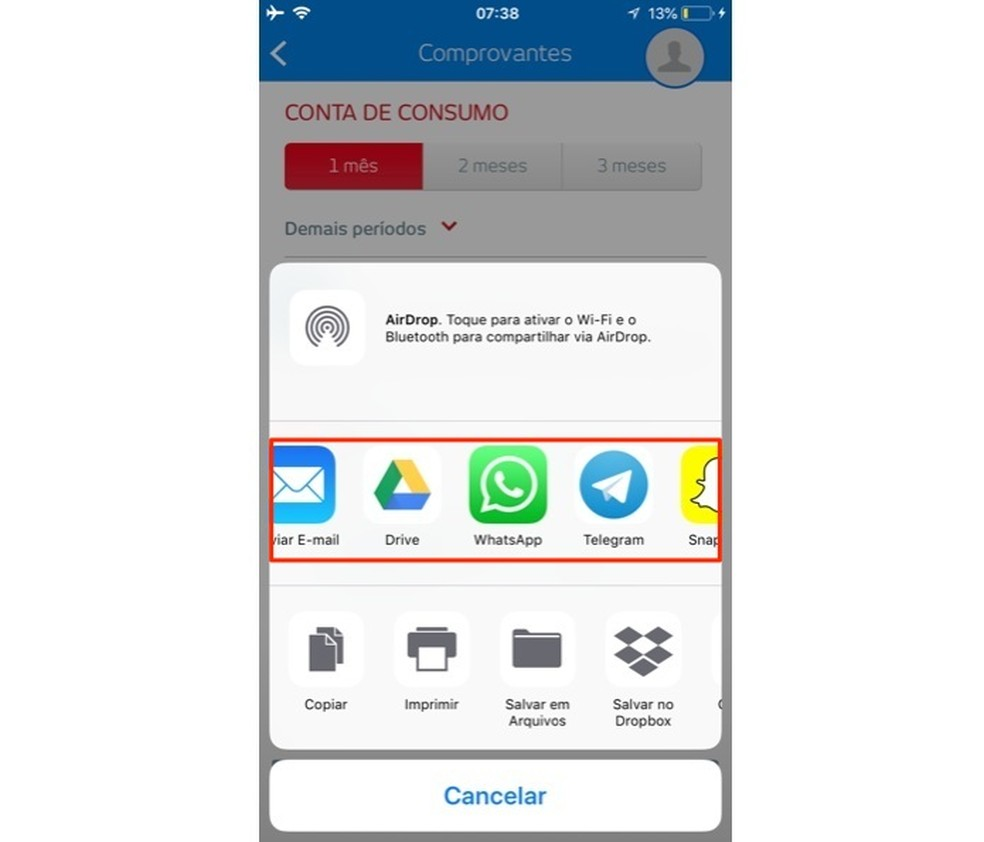 07:38
13%
Comprovantes
CONTA DE CONSUMO
1 mês 2 meses 3 meses
Demais períodos
AirDrop. Toque para ativar o Wi-Fi e o
Bluetooth para compartilhar via AirDrop.
viar E-mail Drive WhatsApp Telegram Snap
Copiar Imprimir Salvar em Salvar no
Arquivos Dropbox
Cancelar